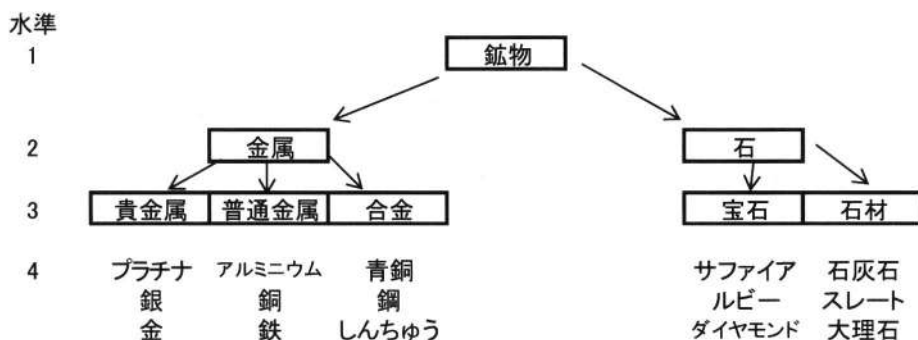 水準
1 鉱物
2 金属 石
3 貴金属 普通金属 合金 宝石 石材
4 プラチナ アルミニウム 青銅 サファイア 石灰石
銀 銅 鋼 ルビー スレート
金 鉄 しんちゅう ダイヤモンド 大理石